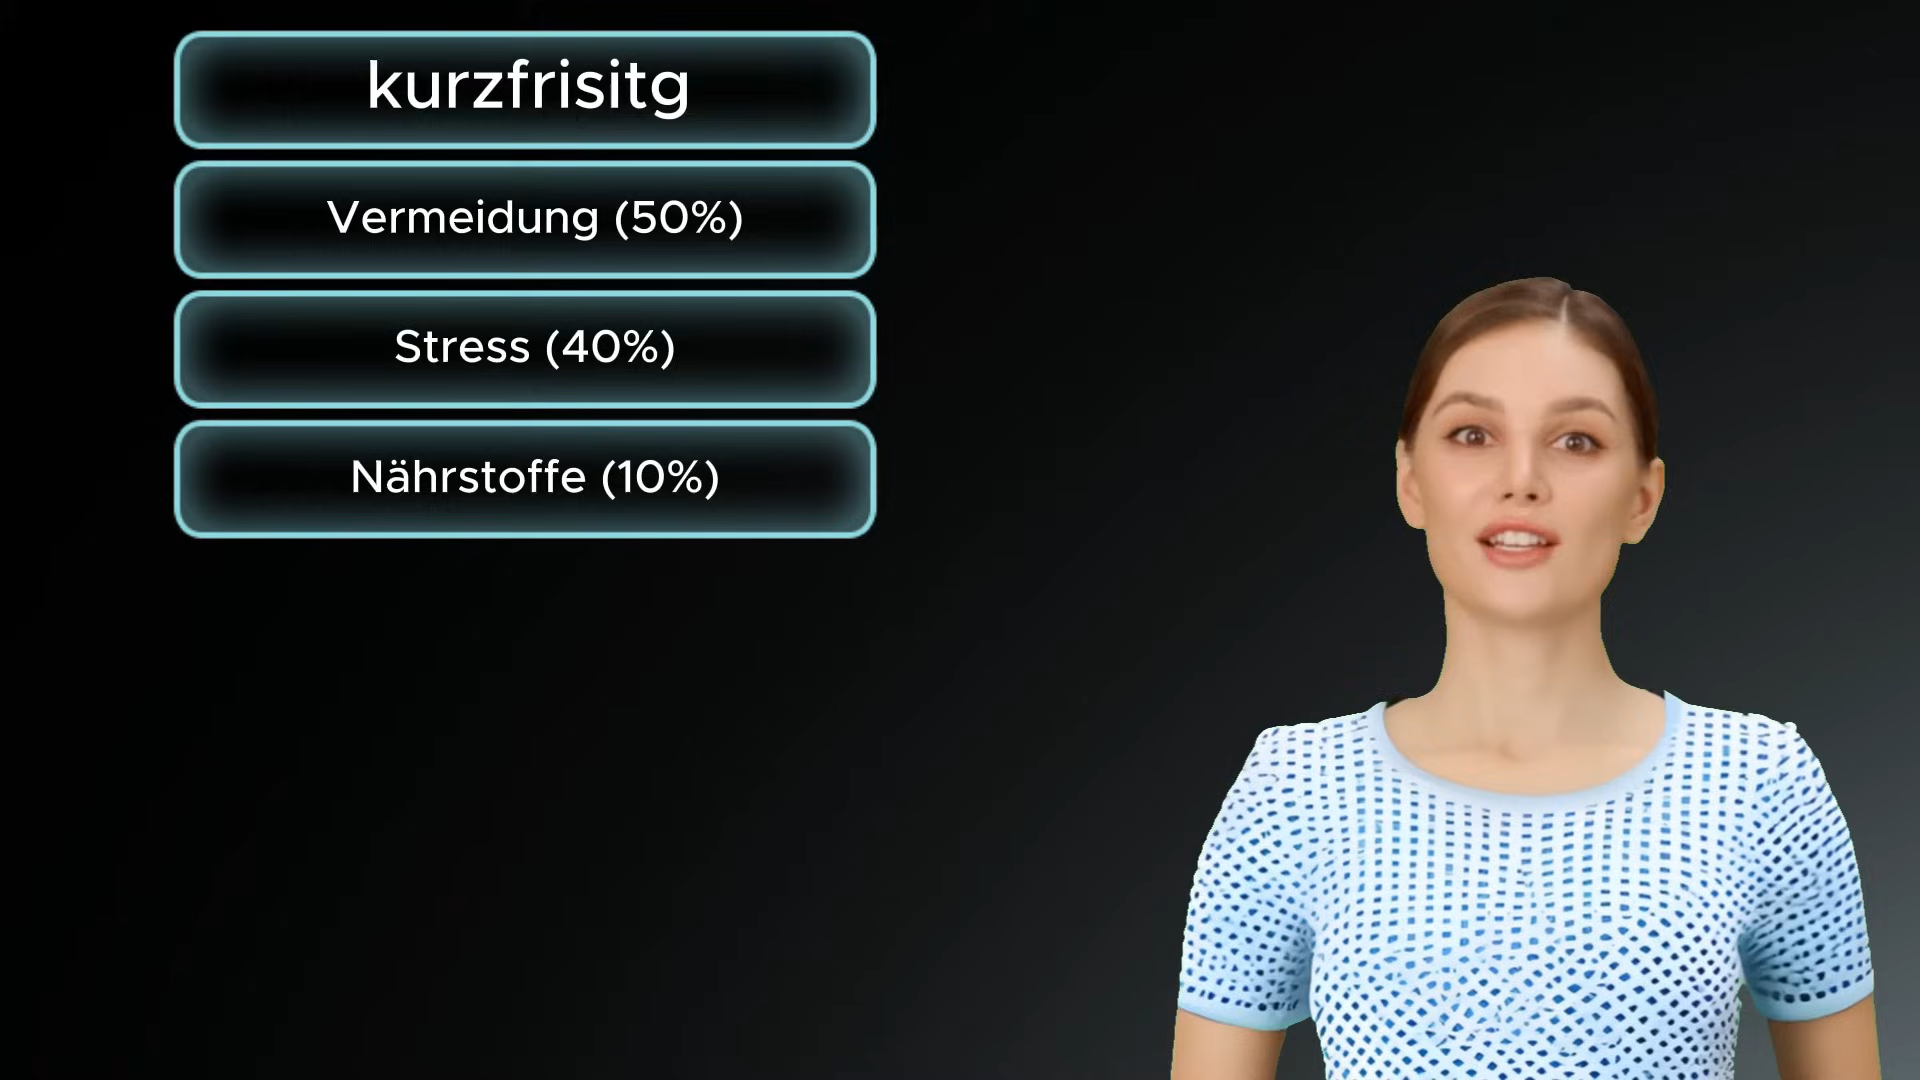 kurzfrisitg
Vermeidung (50%)
Stress (40%)
Nährstoffe (10%)